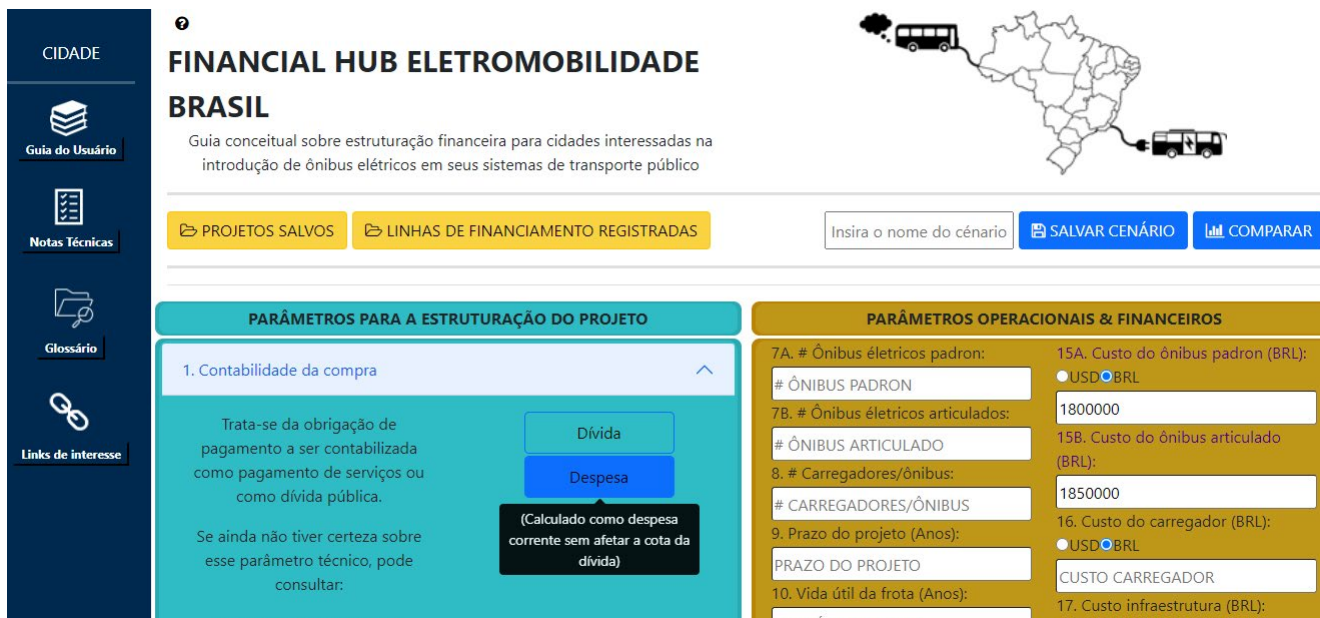 CIDADE
Guia do Usuário
Notas Técnicas
Glossário
Links de interesse
FINANCIAL HUB ELETROMOBILIDADE
BRASIL
Guia conceitual sobre estruturação financeira para cidades interessadas na
introdução de ônibus elétricos em seus sistemas de transporte público
PROJETOS SALVOS
LINHAS DE FINANCIAMENTO REGISTRADAS
Insira o nome do cénario
SALVAR CENÁRIO
COMPARAR
PARÂMETROS PARA A ESTRUTURAÇÃO DO PROJETO
1. Contabilidade da compra
Trata-se da obrigação de
pagamento a ser contabilizada
como pagamento de serviços ou
como dívida pública.
Se ainda não tiver certeza sobre
esse parâmetro técnico, pode
consultar:
Dívida
Despesa
(Calculado como despesa
corrente sem afetar a cota da
dívida)
PARÂMETROS OPERACIONAIS & FINANCEIROS
7A. # Ônibus életricos padron:
# ÔNIBUS PADRON
7B. # Ônibus életricos articulados:
# ÔNIBUS ARTICULADO
8. # Carregadores/ônibus:
# CARREGADORES/ÔNIBUS
9. Prazo do projeto (Anos):
PRAZO DO PROJETO
10. Vida útil da frota (Anos):
15A. Custo do ônibus padron (BRL):
USD BRL
1800000
15B. Custo do ônibus articulado
(BRL):
1850000
16. Custo do carregador (BRL):
USD BRL
CUSTO CARREGADOR
17. Custo infraestrutura (BRL):